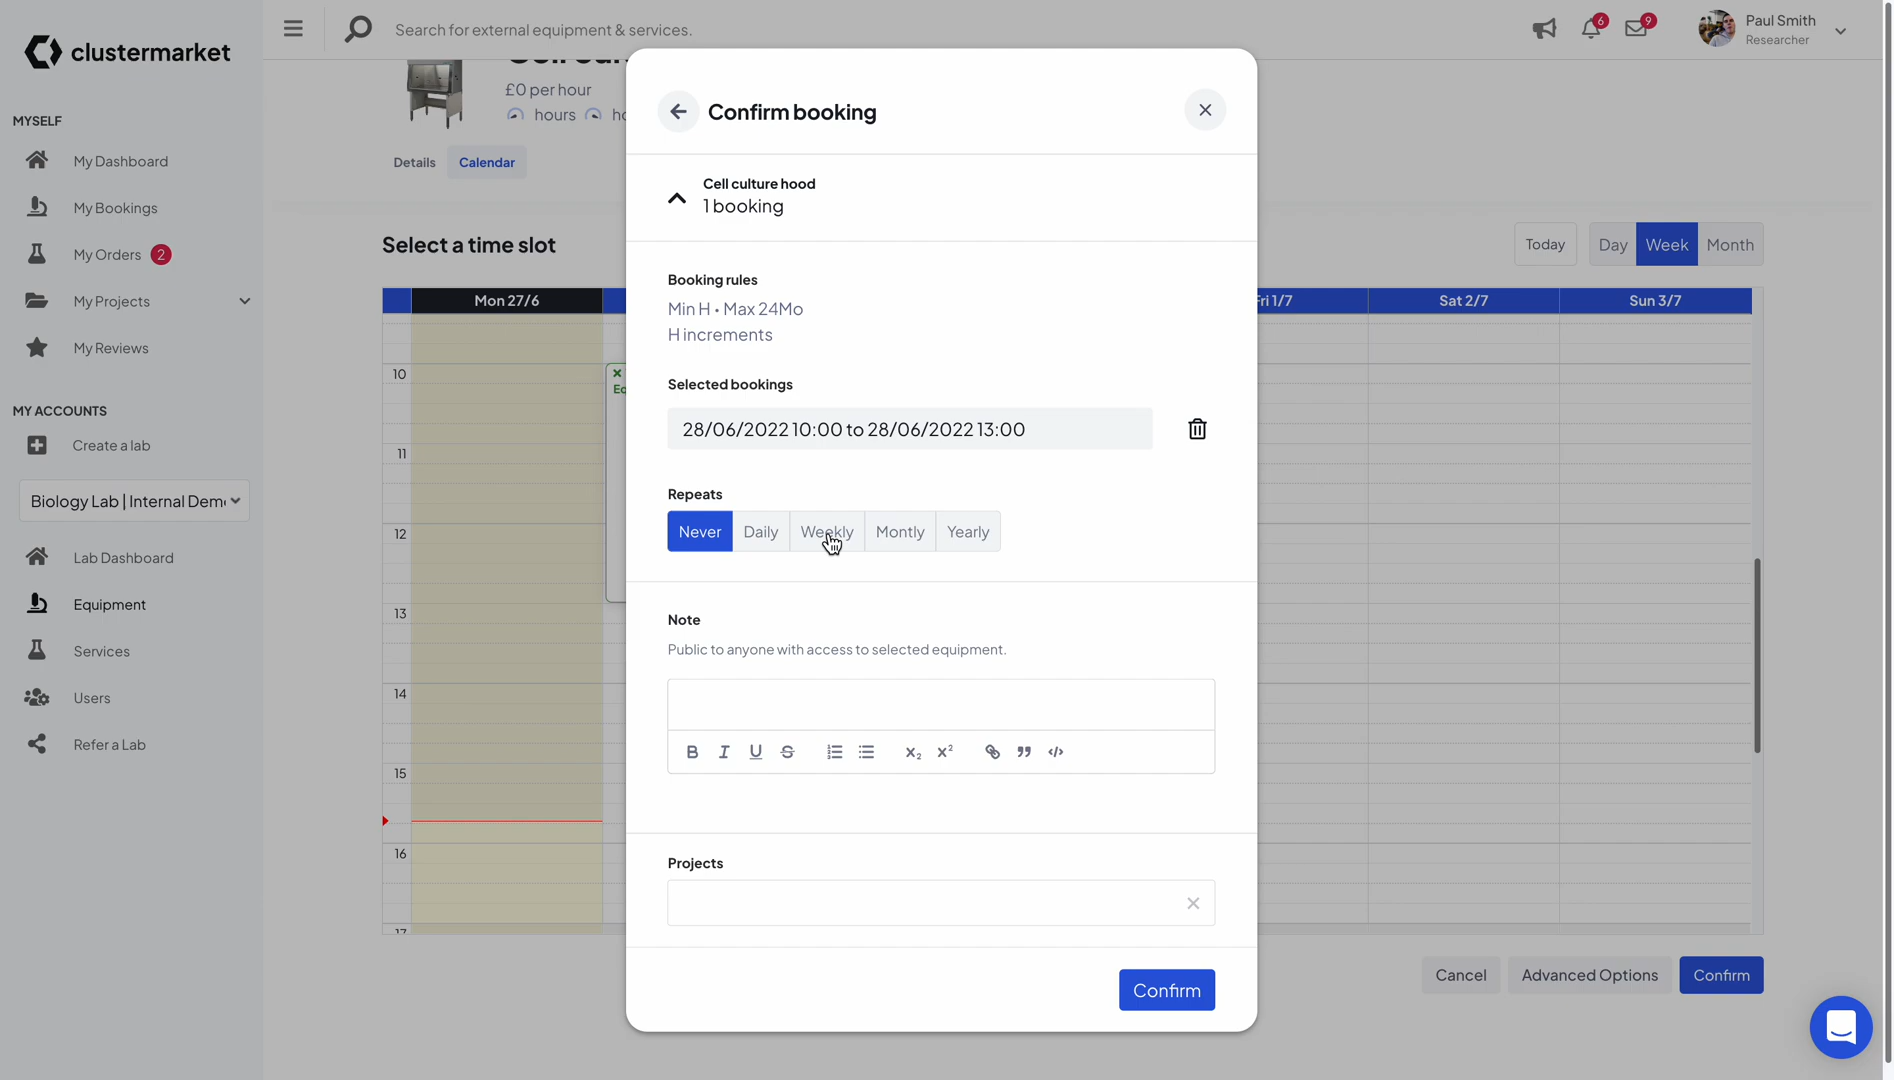 clustermarket
Search for external equipment & services.
6
9
Paul Smith
Researcher
£0 per hour
hours
Details
Calendar
MYSELF
My Dashboard
My Bookings
My Orders 2
My Projects
My Reviews
MY ACCOUNTS
Create a lab
Biology Lab | Internal Dem
Lab Dashboard
Equipment
Services
Users
Refer a Lab
Select a time slot
Today
Day
Week
Month
Mon 27/6
Fri 1/7
Sat 2/7
Sun 3/7
10
11
12
13
14
15
16
17
Confirm booking
Cell culture hood
1 booking
Booking rules
Min H • Max 24Mo
H increments
Selected bookings
28/06/2022 10:00 to 28/06/2022 13:00
Repeats
Never
Daily
Weekly
Montly
Yearly
Note
Public to anyone with access to selected equipment.
B I U S X₂ X²
Projects
Confirm
Cancel
Advanced Options
Confirm